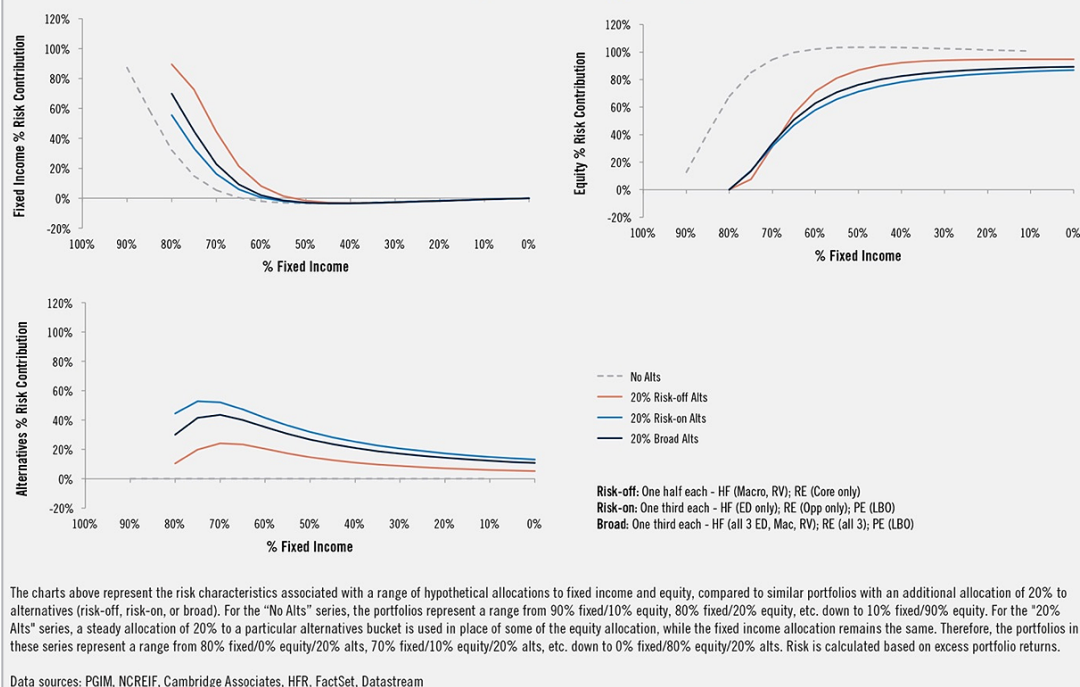 120%
100%
80%
60%
40%
20%
0%
-20%
Fixed Income % Risk Contribution
100% 90% 80% 70% 60% 50% 40% 30% 20% 10% 0%
% Fixed Income
120%
100%
80%
60%
40%
20%
0%
-20%
Equity % Risk Contribution
100% 90% 80% 70% 60% 50% 40% 30% 20% 10% 0%
% Fixed Income
120%
100%
80%
60%
40%
20%
0%
-20%
Alternatives % Risk Contribution
100% 90% 80% 70% 60% 50% 40% 30% 20% 10% 0%
% Fixed Income
No Alts
20% Risk-off Alts
20% Risk-on Alts
20% Broad Alts
Risk-off: One half each - HF (Macro, RV); RE (Core only)
Risk-on: One third each - HF (ED only); RE (Opp only); PE (LBO)
Broad: One third each - HF (all 3 ED, Mac, RV); RE (all 3); PE (LBO)
The charts above represent the risk characteristics associated with a range of hypothetical allocations to fixed income and equity, compared to similar portfolios with an additional allocation of 20% to
alternatives (risk-off, risk-on, or broad). For the “No Alts” series, the portfolios represent a range from 90% fixed/10% equity, 80% fixed/20% equity, etc. down to 10% fixed/90% equity. For the "20%
Alts" series, a steady allocation of 20% to a particular alternatives bucket is used in place of some of the equity allocation, while the fixed income allocation remains the same. Therefore, the portfolios in
these series represent a range from 80% fixed/0% equity/20% alts, 70% fixed/10% equity/20% alts, etc. down to 0% fixed/80% equity/20% alts. Risk is calculated based on excess portfolio returns.
Data sources: PGIM, NCREIF, Cambridge Associates, HFR, FactSet, Datastream